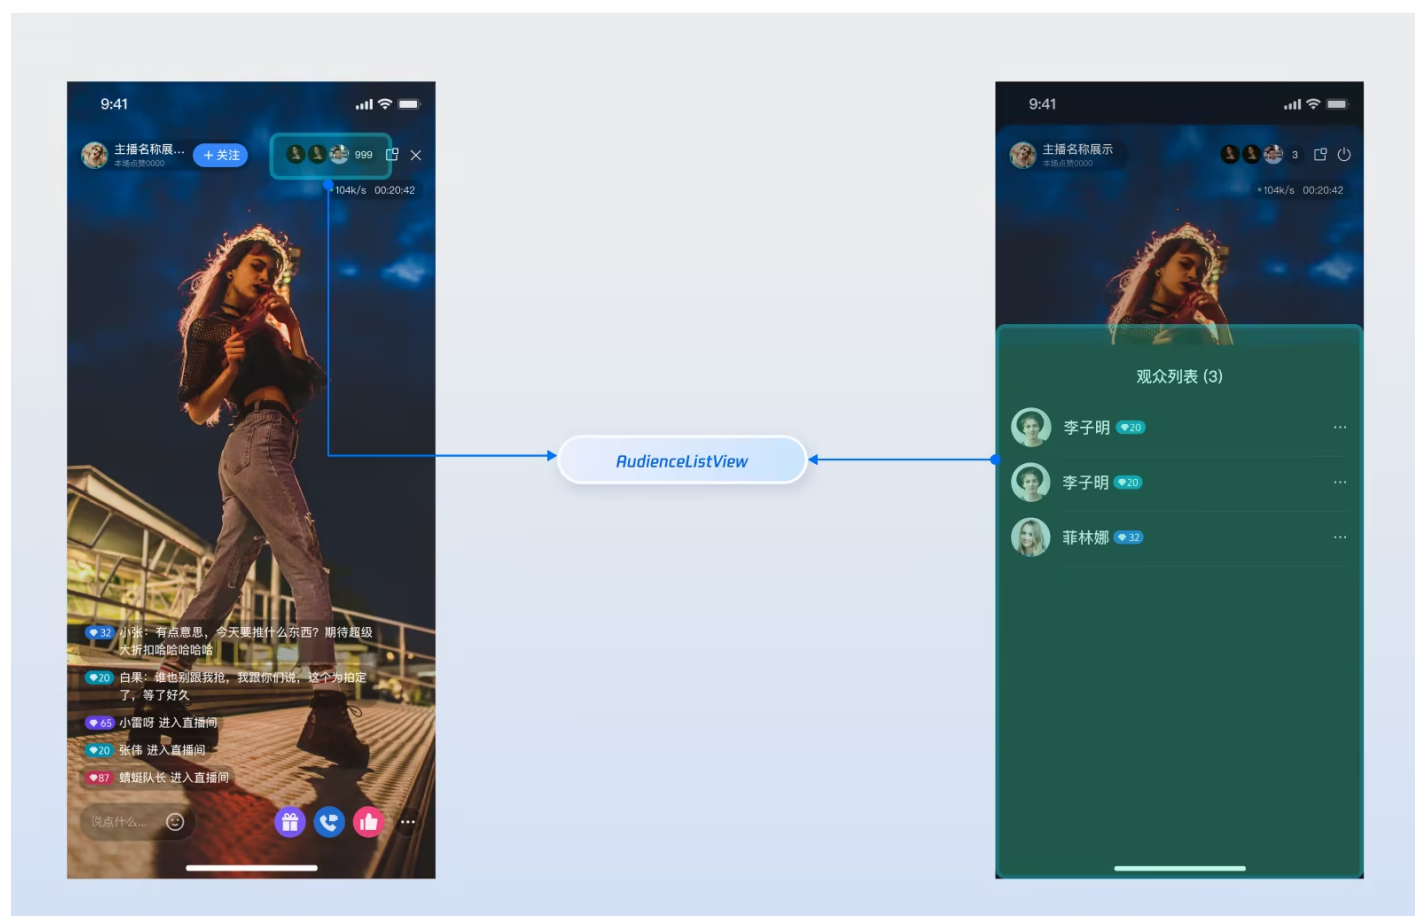 9:41
主播名称展...
本场点赞0000
+ 关注
999
104k/s 00:20:42
32 小张：有点意思，今天要推什么东西？期待超级
大折扣哈哈哈哈哈
20 白果：谁也别跟我抢，我跟你们说，这个为拍定
了，等了好久
65 小雷呀 进入直播间
20 张伟 进入直播间
87 蜻蜓队长 进入直播间
说点什么...
AudienceListView
9:41
主播名称展示
本场点赞0000
3
104k/s 00:20:42
观众列表 (3)
李子明 20
李子明 20
菲林娜 32